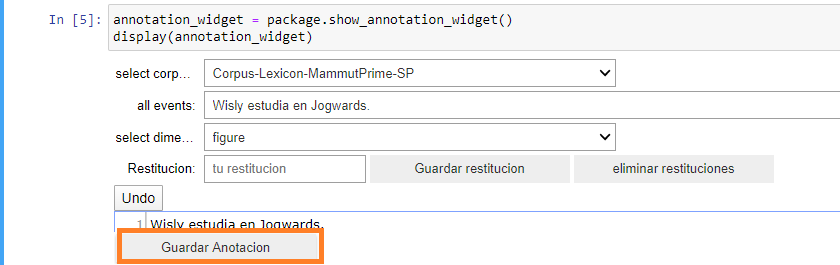 In [5]: annotation_widget = package.show_annotation_widget()
display(annotation_widget)
select corp… Corpus-Lexicon-MammutPrime-SP
all events: Wisly estudia en Jogwards.
select dime… figure
Restitucion: tu restitucion Guardar restitucion eliminar restituciones
Undo
1 Wisly estudia en Jogwards.
Guardar Anotacion